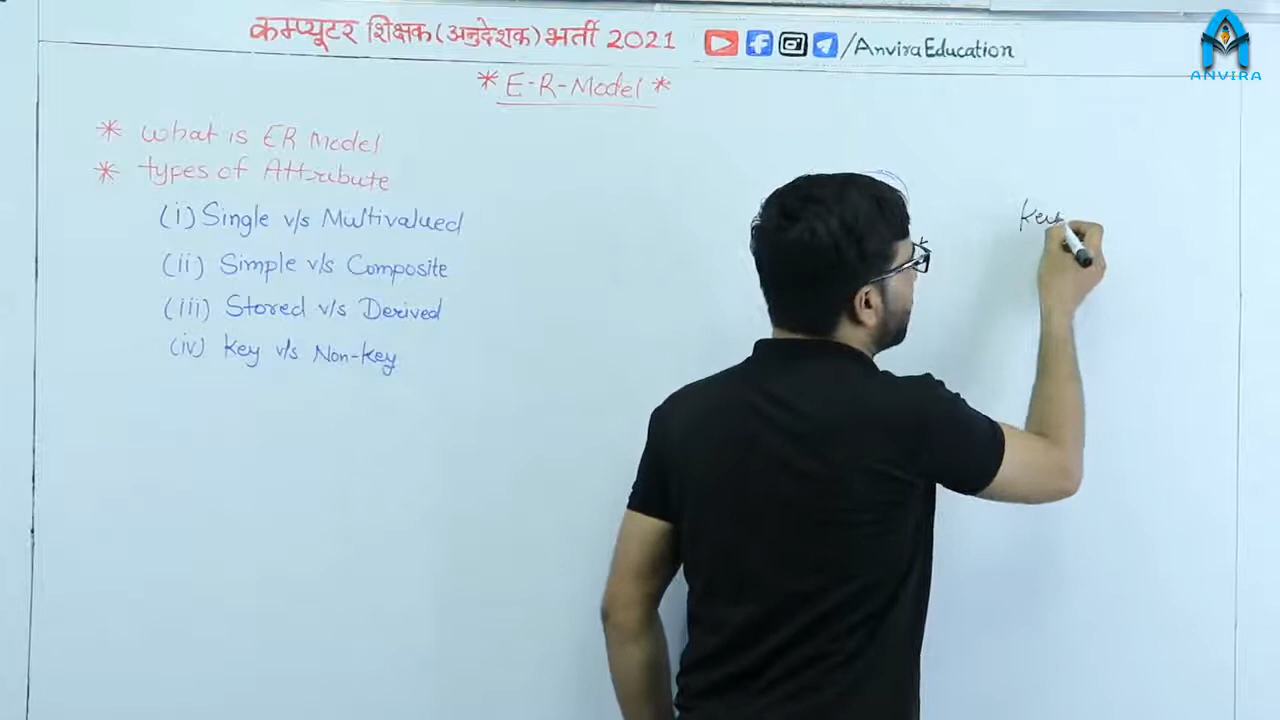 कम्प्यूटर शिक्षक (अनुदेशक) भर्ती 2021
/AnviraEducation
ANVIRA
* E-R-Model *
* What is ER Model
* types of Attribute
(i) Single v/s Multivalued
(ii) Simple v/s Composite
(iii) Stored v/s Derived
(iv) Key v/s Non-Key
Key